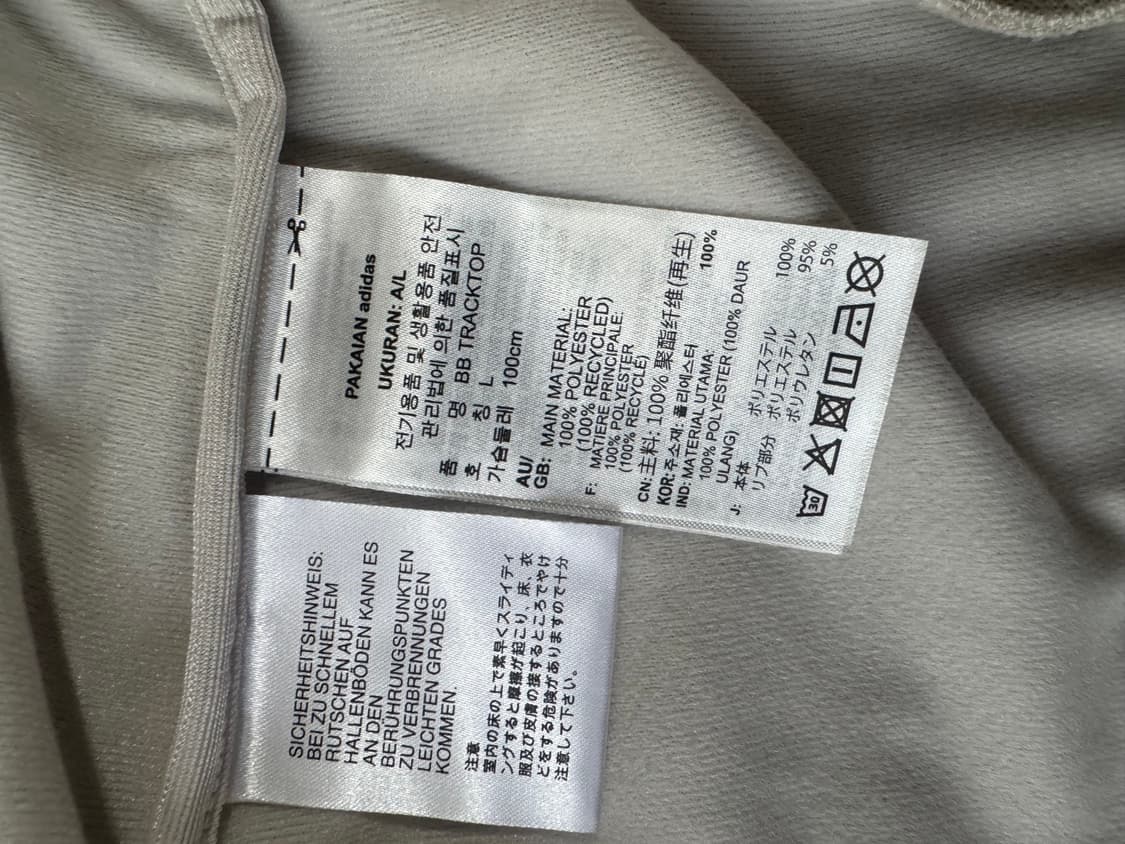 PAKAIAN adidas
UKURAN: A/L
전기용품 및 생활용품 안전
관리법에 의한 품질표시
품 명 BB TRACKTOP
호 칭 L
가슴둘레 100cm
AU/
GB: MAIN MATERIAL:
100% POLYESTER
(100% RECYCLED)
F: MATIERE PRINCIPALE:
100% POLYESTER
(100% RECYCLÉ)
CN: 主料: 100% 聚酯纤维(再生)
KOR: 주소재: 폴리에스터 100%
IND: MATERIAL UTAMA:
100% POLYESTER (100% DAUR
ULANG)
J: 本体 ポリエステル 100%
リブ部分 ポリエステル 95%
ポリウレタン 5%
30
SICHERHEITSHINWEIS:
BEI ZU SCHNELLEM
RUTSCHEN AUF
HALLENBÖDEN KANN ES
AN DEN
BERÜHRUNGSPUNKTEN
ZU VERBRENNUNGEN
LEICHTEN GRADES
KOMMEN.
注意
室内の床の上で素早くスライディ
ングすると摩擦が起こり、床、衣
服及び皮膚の接するところでやけ
どをする危険がありますので十分
注意して下さい。